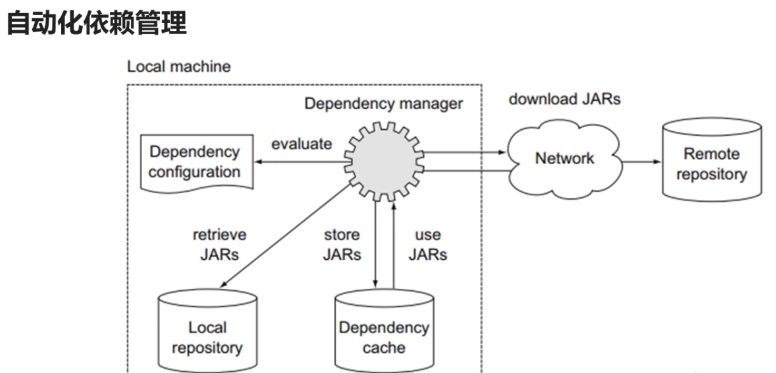 自动化依赖管理
Local machine
Dependency manager
download JARs
evaluate
Dependency
configuration
Network
Remote
repository
retrieve
JARs
store
JARs
use
JARs
Local
repository
Dependency
cache